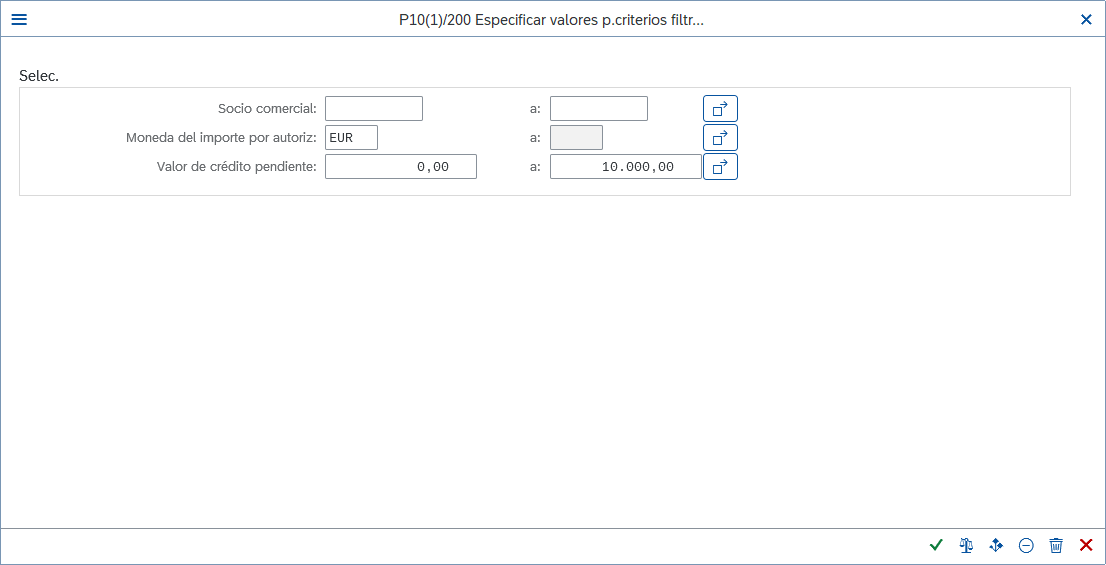 P10(1)/200 Especificar valores p.criterios filtr...
Selec.
Socio comercial: a:
Moneda del importe por autoriz: EUR a:
Valor de crédito pendiente: 0,00 a: 10.000,00